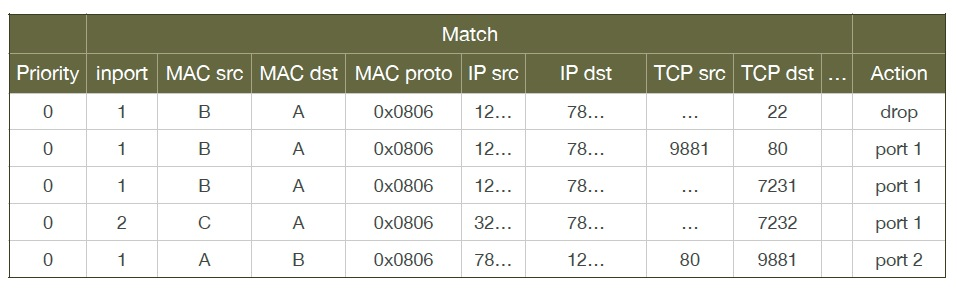 Match
Priority inport MAC src MAC dst MAC proto IP src IP dst TCP src TCP dst ... Action
0 1 B A 0x0806 12... 78... ... 22 drop
0 1 B A 0x0806 12... 78... 9881 80 port 1
0 1 B A 0x0806 12... 78... ... 7231 port 1
0 2 C A 0x0806 32... 78... ... 7232 port 1
0 1 A B 0x0806 78... 12... 80 9881 port 2